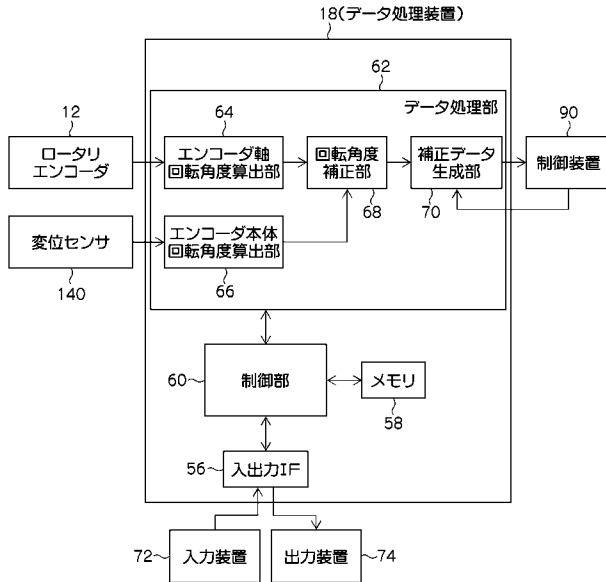 18(データ処理装置)
62
データ処理部
12
64
90
ロータリ
エンコーダ
エンコーダ軸
回転角度算出部
回転角度
補正部
68
補正データ
生成部
70
制御装置
変位センサ
140
エンコーダ本体
回転角度算出部
66
60
制御部
メモリ
58
56
入出力IF
72
入力装置
出力装置
74